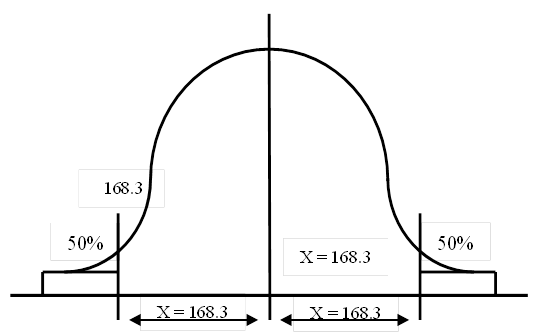 168.3
50%
50%
X = 168.3
X = 168.3
X = 168.3